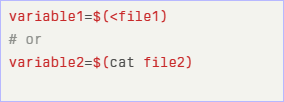 variable1=$(<file1)
# or
variable2=$(cat file2)